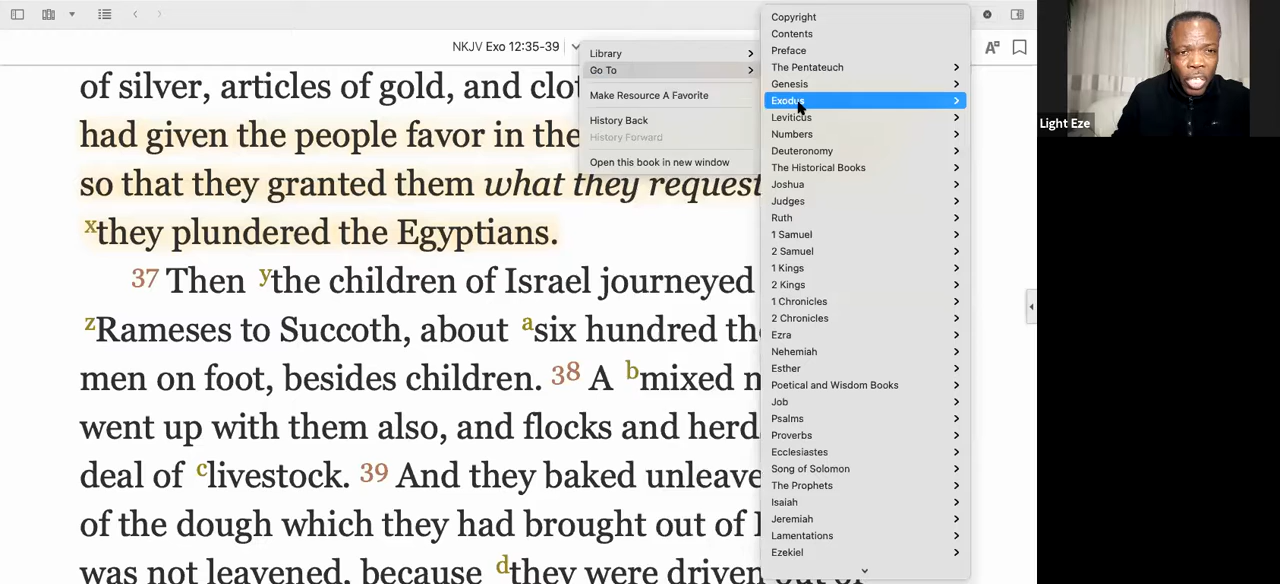 NKJV Exo 12:35-39
Light Eze
of silver, articles of gold, and clot
had given the people favor in the
so that they granted them what they request
xthey plundered the Egyptians.
37 Then ythe children of Israel journeyed
zRameses to Succoth, about asix hundred tho
men on foot, besides children. 38 A bmixed m
went up with them also, and flocks and herd
deal of clivestock. 39 And they baked unleave
of the dough which they had brought out of
was not leavened, because dthey were driven out of
Library
Go To
Make Resource A Favorite
History Back
History Forward
Open this book in new window
Copyright
Contents
Preface
The Pentateuch
Genesis
Exodus
Leviticus
Numbers
Deuteronomy
The Historical Books
Joshua
Judges
Ruth
1 Samuel
2 Samuel
1 Kings
2 Kings
1 Chronicles
2 Chronicles
Ezra
Nehemiah
Esther
Poetical and Wisdom Books
Job
Psalms
Proverbs
Ecclesiastes
Song of Solomon
The Prophets
Isaiah
Jeremiah
Lamentations
Ezekiel